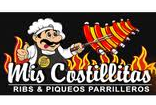 Mis Costillitas
RIBS & PIQUEOS PARRILLEROS